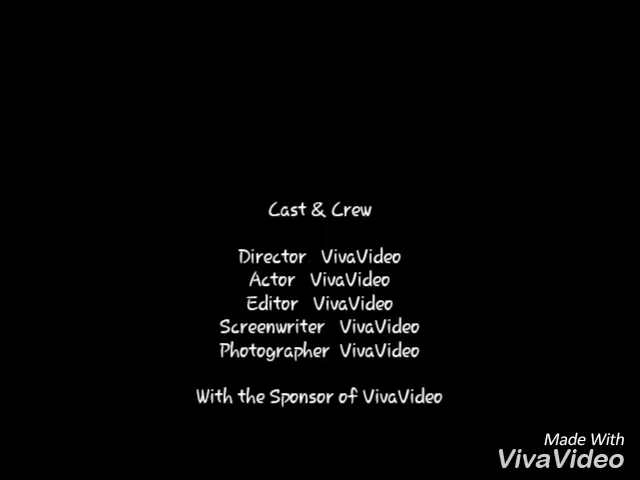 Cast & Crew
Director VivaVideo
Actor VivaVideo
Editor VivaVideo
Screenwriter VivaVideo
Photographer VivaVideo
With the Sponsor of VivaVideo
Made With
VivaVideo